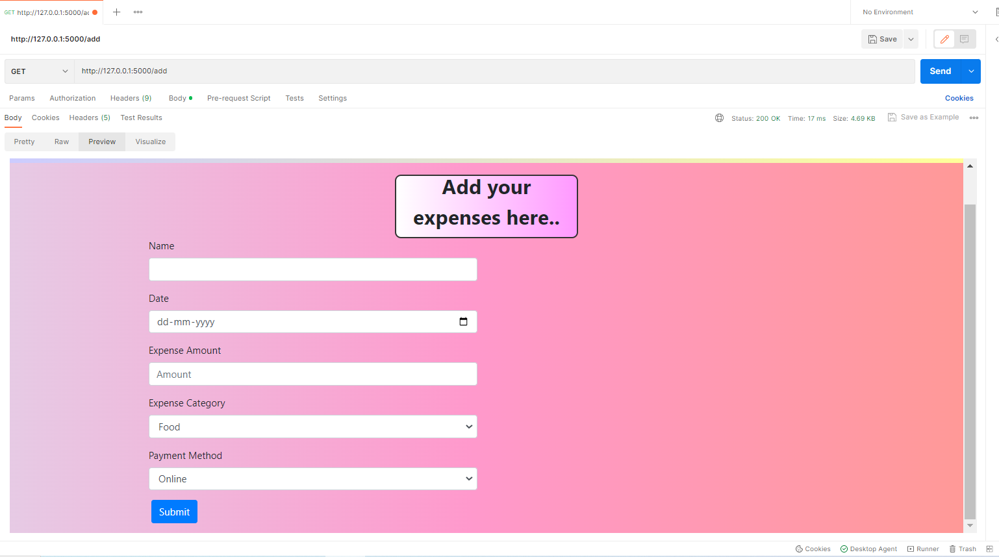 GET http://127.0.0.1:5000/ac
No Environment
http://127.0.0.1:5000/add
Save
GET http://127.0.0.1:5000/add
Send
Params Authorization Headers (9) Body Pre-request Script Tests Settings Cookies
Body Cookies Headers (5) Test Results Status: 200 OK Time: 17 ms Size: 4.69 KB Save as Example
Pretty Raw Preview Visualize
Add your
expenses here..
Name
Date
dd-mm-yyyy
Expense Amount
Amount
Expense Category
Food
Payment Method
Online
Submit
Cookies Desktop Agent Runner Trash